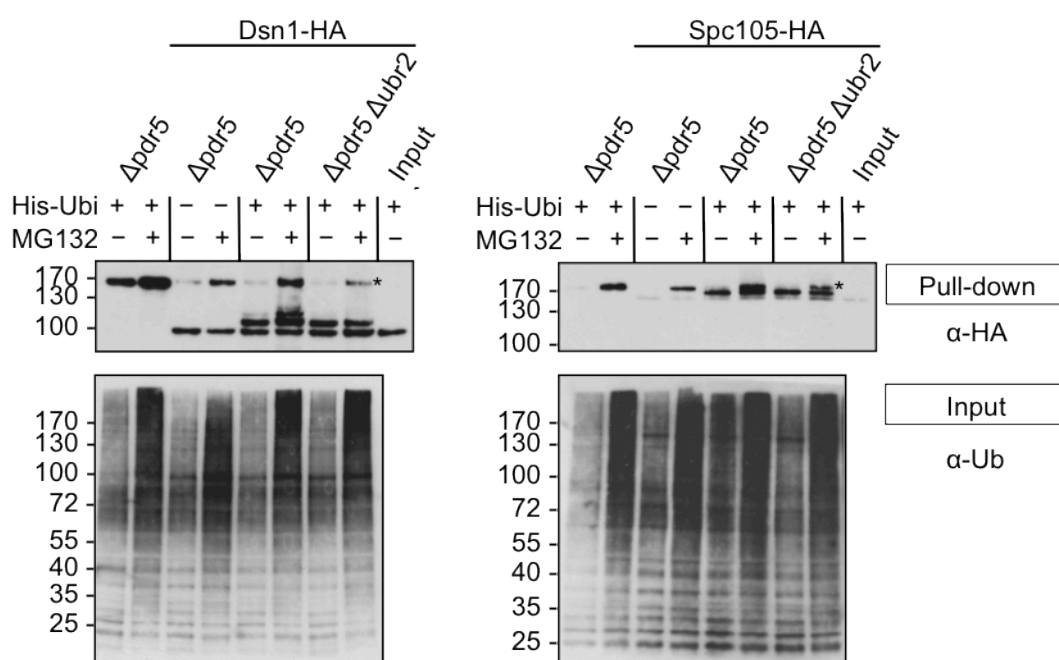 Dsn1-HA Spc105-HA
Δpdr5 Δpdr5 Δpdr5 Δpdr5 Δubr2 Input Δpdr5 Δpdr5 Δpdr5 Δpdr5 Δubr2 Input
His-Ubi + + - - + + + + + His-Ubi + + - - + + + + +
MG132 - + - + - + - + - MG132 - + - + - + - + -
170 - * 170 - * Pull-down
130 - 130 -
100 - 100 - α-HA
170 - 170 - Input
130 - 130 -
100 - 100 - α-Ub
72 - 72 -
55 - 55 -
40 - 40 -
35 - 35 -
25 - 25 -